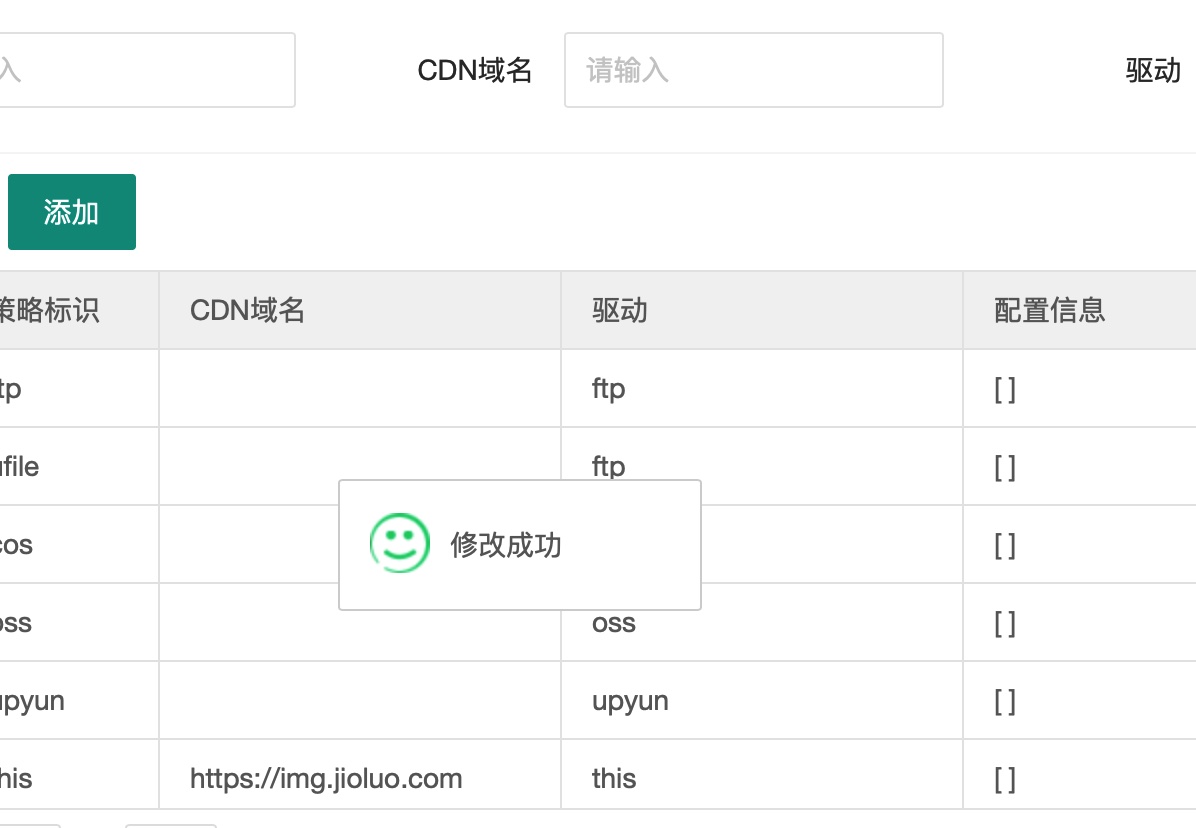 入 CDN域名 请输入 驱动
添加
策略标识 CDN域名 驱动 配置信息
tp ftp []
file ftp []
cos []
修改成功
oss oss []
upyun upyun []
his https://img.jioluo.com this []